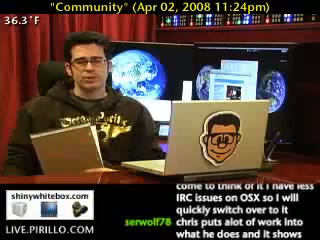 "Community" (Apr 02, 2008 11:24pm)
36.3°F
shinywhitebox.com
LIVE.PIRILLO.COM
come to think of it I have less
IRC issues on OSX so I will
quickly switch over to it
serwolf78 chris puts alot of work Into
what he does and it shows